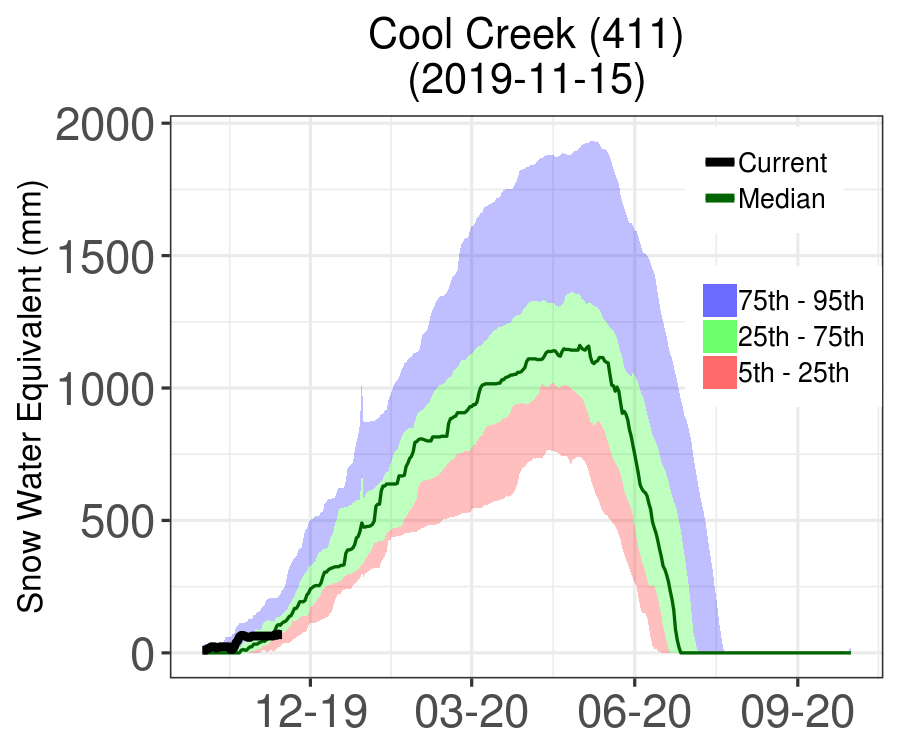 Cool Creek (411)
(2019-11-15)
Snow Water Equivalent (mm)
2000
1500
1000
500
0
12-19
03-20
06-20
09-20
Current
Median
75th - 95th
25th - 75th
5th - 25th